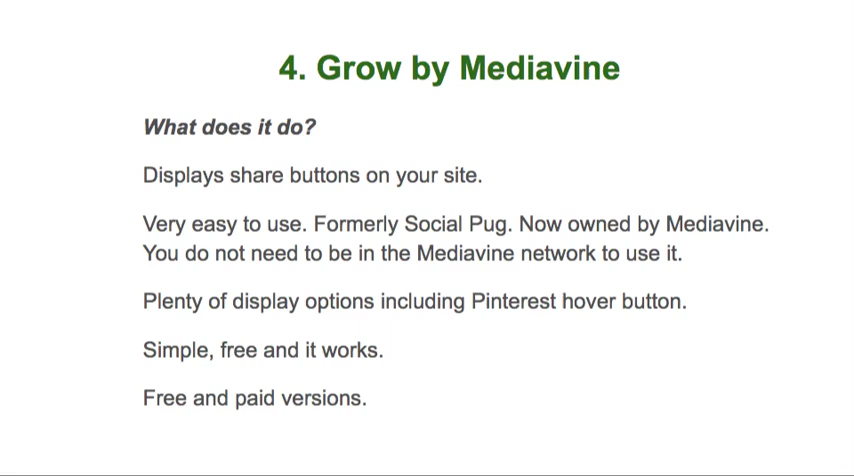 4. Grow by Mediavine
What does it do?
Displays share buttons on your site.
Very easy to use. Formerly Social Pug. Now owned by Mediavine.
You do not need to be in the Mediavine network to use it.
Plenty of display options including Pinterest hover button.
Simple, free and it works.
Free and paid versions.